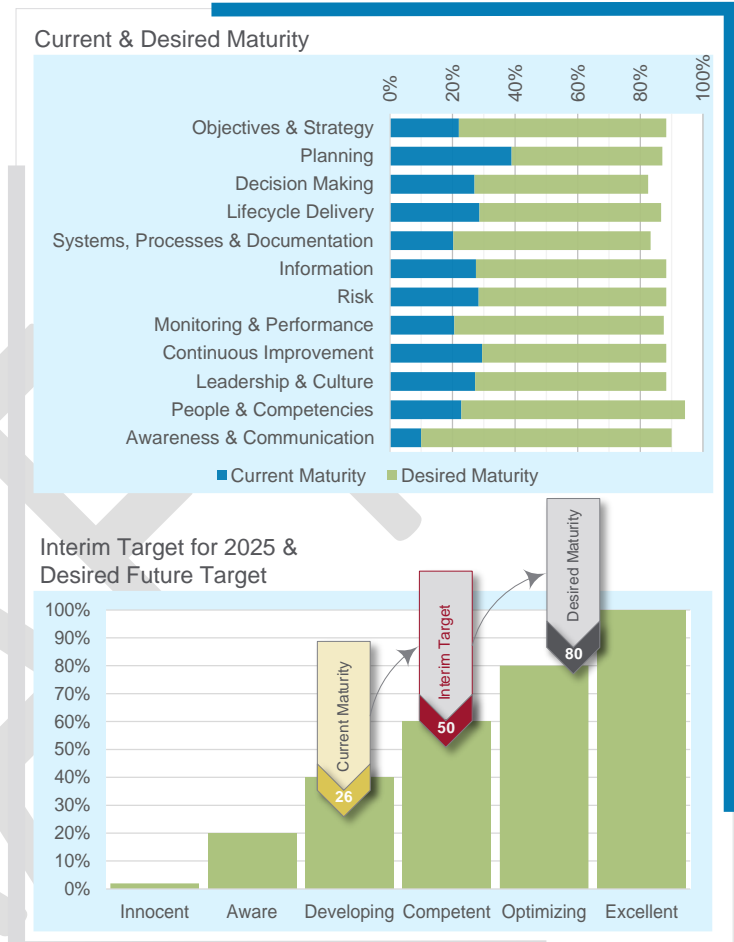 Current & Desired Maturity
0% 20% 40% 60% 80% 100%
Objectives & Strategy
Planning
Decision Making
Lifecycle Delivery
Systems, Processes & Documentation
Information
Risk
Monitoring & Performance
Continuous Improvement
Leadership & Culture
People & Competencies
Awareness & Communication
Current Maturity Desired Maturity
Interim Target for 2025 &
Desired Future Target
100%
90%
80%
70%
60%
50%
40%
30%
20%
10%
0%
Current Maturity
26
Interim Target
50
Desired Maturity
80
Innocent Aware Developing Competent Optimizing Excellent